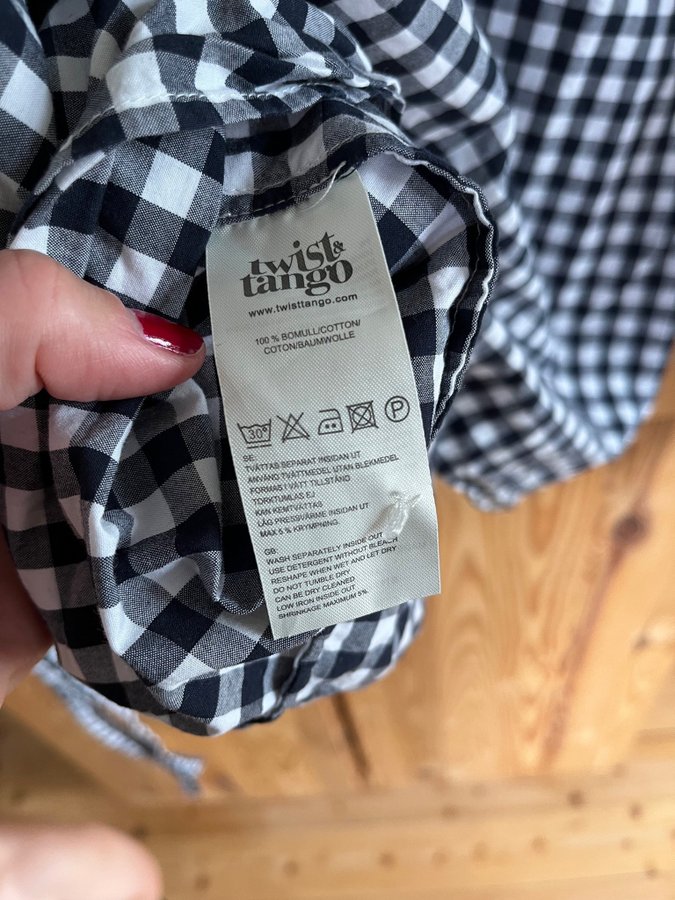 twist&
tango
www.twisttango.com
100 % BOMULL/COTTON/
COTON/BAUMWOLLE
30°
P
SE:
TVÄTTAS SEPARAT INSIDAN UT
ANVÄND TVÄTTMEDEL UTAN BLEKMEDEL
FORMAS I VÅTT TILLSTÅND
TORKTUMLAS EJ
KAN KEMTVÄTTAS
LÅG PRESSVÄRME INSIDAN UT
MAX 5 % KRYMPNING.
GB:
WASH SEPARATELY INSIDE OUT
USE DETERGENT WITHOUT BLEACH
RESHAPE WHEN WET AND LET DRY
DO NOT TUMBLE DRY
CAN BE DRY CLEANED
LOW IRON INSIDE OUT
SHRINKAGE MAXIMUM 5%.